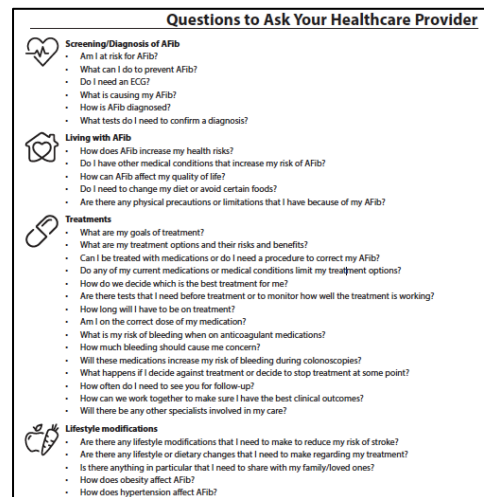 Questions to Ask Your Healthcare Provider
Screening/Diagnosis of AFib
• Am I at risk for AFib?
• What can I do to prevent AFib?
• Do I need an ECG?
• What is causing my AFib?
• How is AFib diagnosed?
• What tests do I need to confirm a diagnosis?
Living with AFib
• How does AFib increase my health risks?
• Do I have other medical conditions that increase my risk of AFib?
• How can AFib affect my quality of life?
• Do I need to change my diet or avoid certain foods?
• Are there any physical precautions or limitations that I have because of my AFib?
Treatments
• What are my goals of treatment?
• What are my treatment options and their risks and benefits?
• Can I be treated with medications or do I need a procedure to correct my AFib?
• Do any of my current medications or medical conditions limit my treatment options?
• How do we decide which is the best treatment for me?
• Are there tests that I need before treatment or to monitor how well the treatment is working?
• How long will I have to be on treatment?
• Am I on the correct dose of my medication?
• What is my risk of bleeding when on anticoagulant medications?
• How much bleeding should cause me concern?
• Will these medications increase my risk of bleeding during colonoscopies?
• What happens if I decide against treatment or decide to stop treatment at some point?
• How often do I need to see you for follow-up?
• How can we work together to make sure I have the best clinical outcomes?
• Will there be any other specialists involved in my care?
Lifestyle modifications
• Are there any lifestyle modifications that I need to make to reduce my risk of stroke?
• Are there any lifestyle or dietary changes that I need to make regarding my treatment?
• Is there anything in particular that I need to share with my family/loved ones?
• How does obesity affect AFib?
• How does hypertension affect AFib?